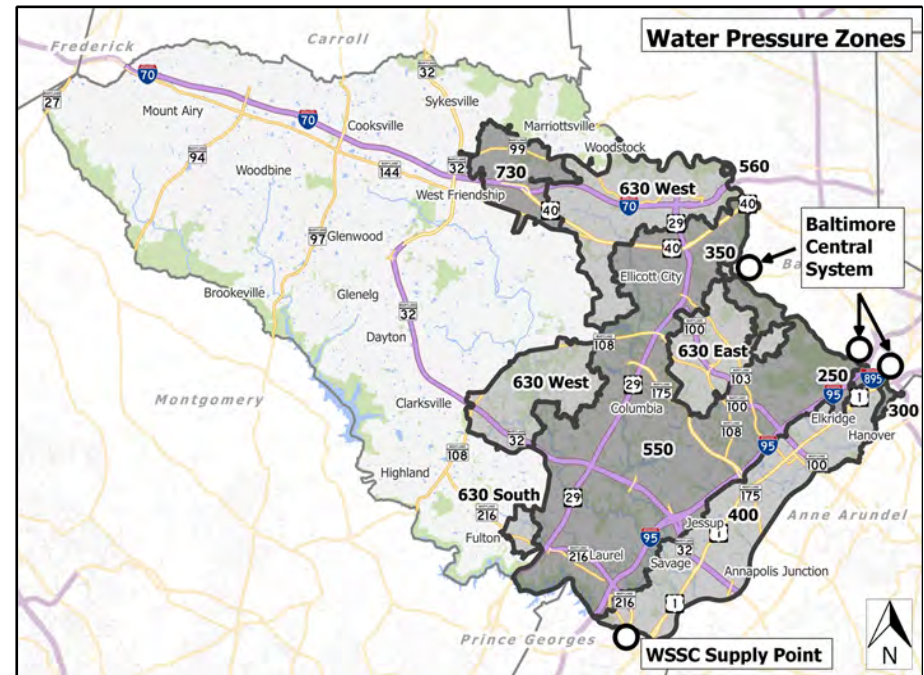 Water Pressure Zones
Frederick
Carroll
70
32
27
Mount Airy
Sykesville
70
Cooksville
Marriottsville
99
Woodstock
94
730
560
Woodbine
144
32
630 West
West Friendship
70
40
40
29
Baltimore
Central
System
97
Glenwood
40
350
Ba
Ellicott City
Brookeville
Glenelg
32
100
Dayton
108
630 East
630 West
29
250
895
Montgomery
175
103
95
1
300
Clarksville
Columbia
100
Elkridge
Hanover
32
108
95
108
550
100
Highland
630 South
29
175
400
Anne Arundel
216
Jessup
1
Fulton
95
216
Laurel
32
Savage
Annapolis Junction
216
1
Prince Georges
WSSC Supply Point
N